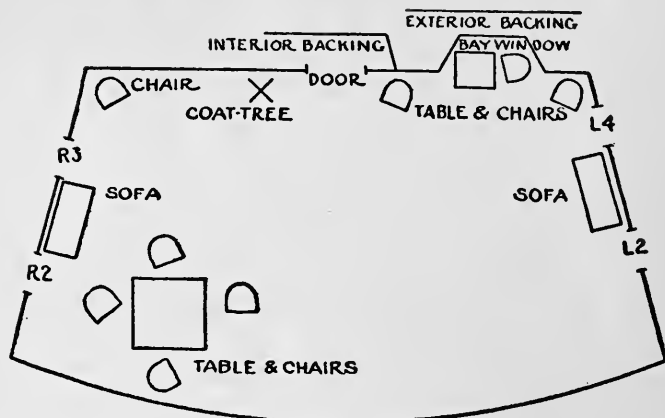 EXTERIOR BACKING
INTERIOR BACKING
BAY WINDOW
DOOR
CHAIR
COAT-TREE
TABLE & CHAIRS
L4
R3
SOFA
SOFA
R2
L2
TABLE & CHAIRS